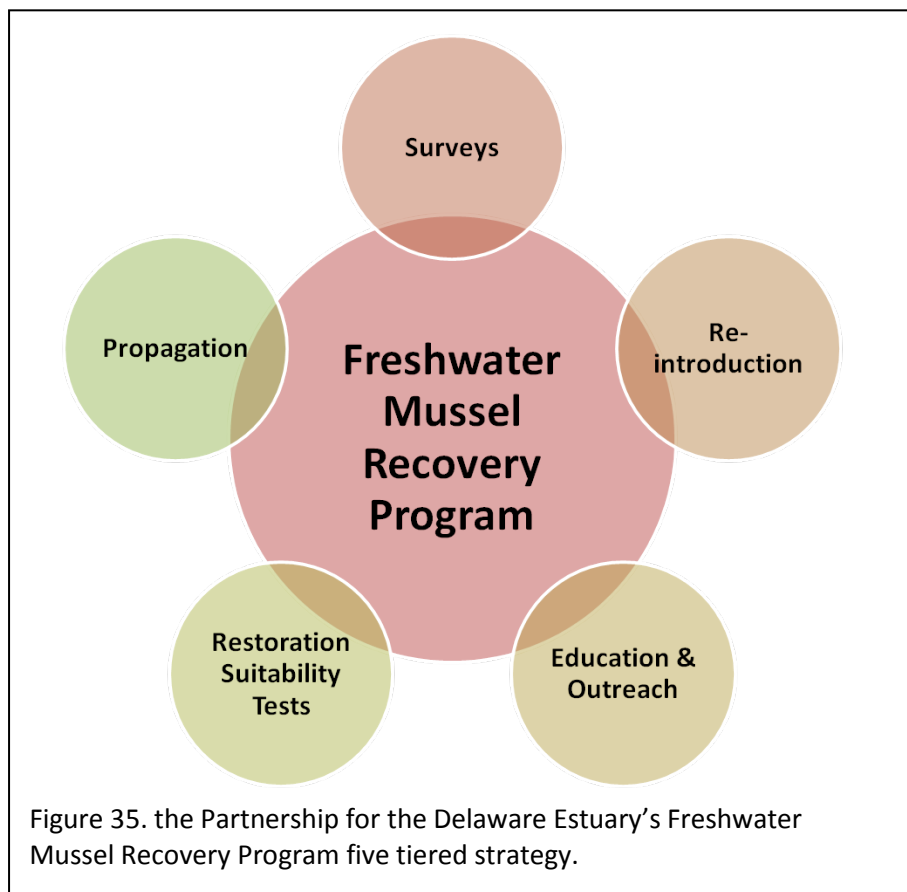 Surveys
Propagation
Re-
introduction
Freshwater
Mussel
Recovery
Program
Restoration
Suitability
Tests
Education &
Outreach
Figure 35. the Partnership for the Delaware Estuary’s Freshwater
Mussel Recovery Program five tiered strategy.